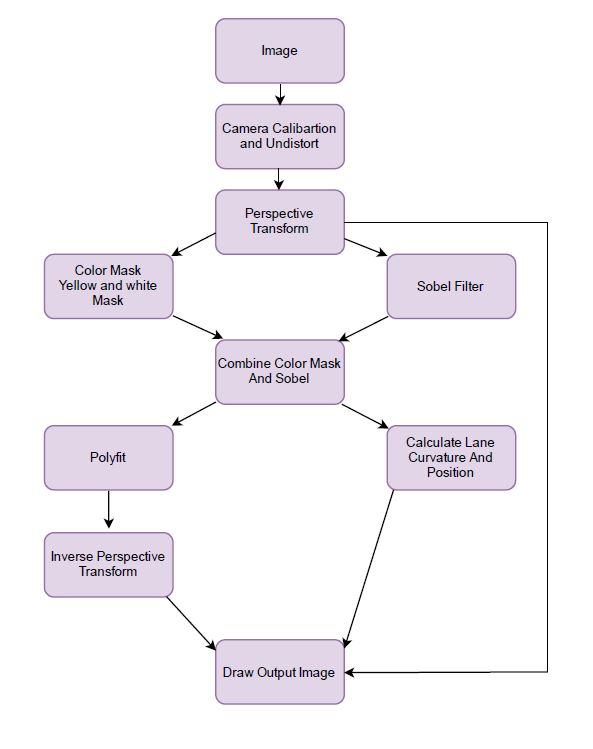 Image
Camera Calibartion
and Undistort
Perspective
Transform
Color Mask
Yellow and white
Mask
Sobel Filter
Combine Color Mask
And Sobel
Polyfit
Calculate Lane
Curvature And
Position
Inverse Perspective
Transform
Draw Output Image